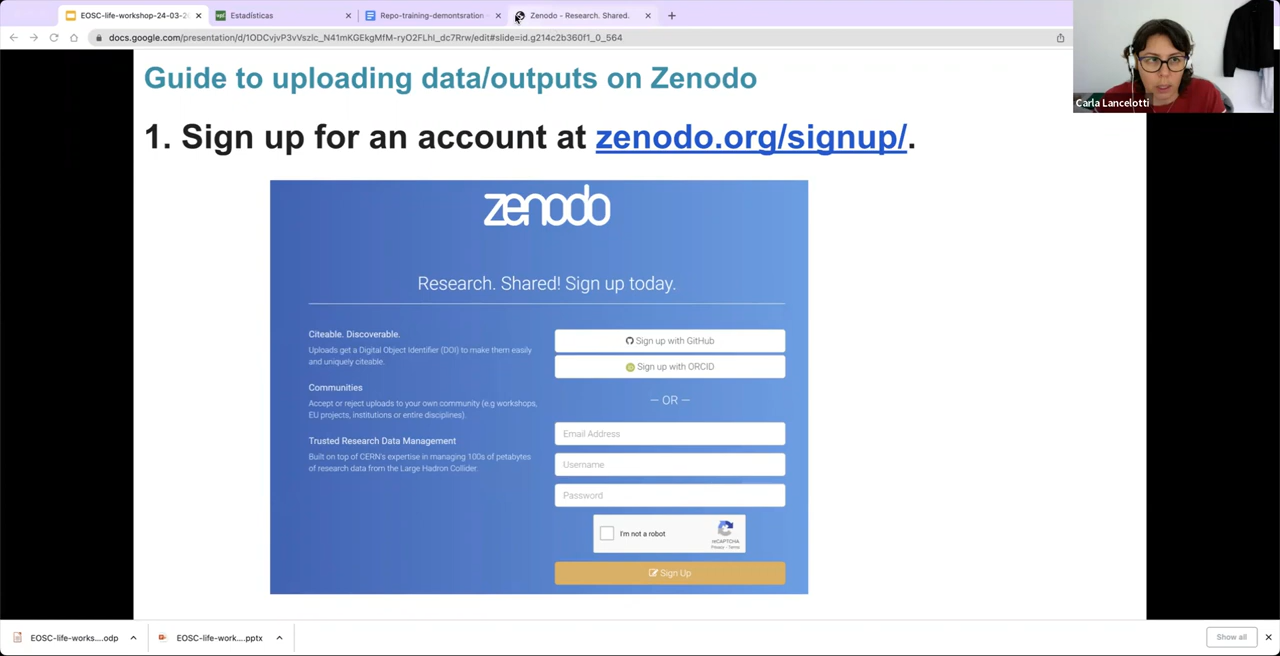 EOSC-life-workshop-24-03-2
Estadísticas
Repo-training-demontsration
Zenodo - Research. Shared.
docs.google.com/presentation/d/1ODCvjvP3vVszIc_N41mKGEkgMfM-ryO2FLhI_dc7Rrw/edit#slide=id.g214c2b360f1_0_564
Carla Lancelotti
Guide to uploading data/outputs on Zenodo
1. Sign up for an account at zenodo.org/signup/.
zenodo
Research. Shared! Sign up today.
Citeable. Discoverable.
Uploads get a Digital Object Identifier (DOI) to make them easily
and uniquely citeable.
Communities
Accept or reject uploads to your own community (e.g workshops,
EU projects, institutions or entire disciplines).
Trusted Research Data Management
Built on top of CERN's expertise in managing 100s of petabytes
of research data from the Large Hadron Collider.
Sign up with GitHub
Sign up with ORCID
— OR —
Email Address
Username
Password
I'm not a robot
reCAPTCHA
Privacy - Terms
Sign Up
EOSC-life-works....odp
EOSC-life-work....pptx
Show all